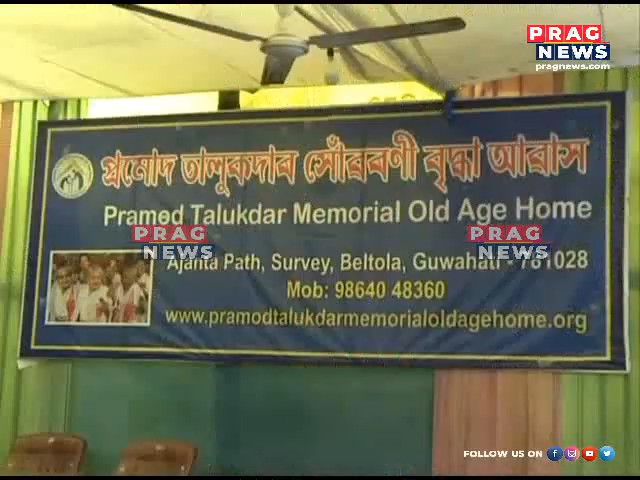 PRAG
NEWS
pragnews.com
প্ৰমোদ তালুকদাৰ সোঁৱৰণী বৃদ্ধা আৱাস
Pramod Talukdar Memorial Old Age Home
PRAG
NEWS
PRAG
NEWS
Ajanta Path, Survey, Beltola, Guwahati - 781028
Mob: 98640 48360
www.pramodtalukdarmemorialoldagehome.org
FOLLOW US ON